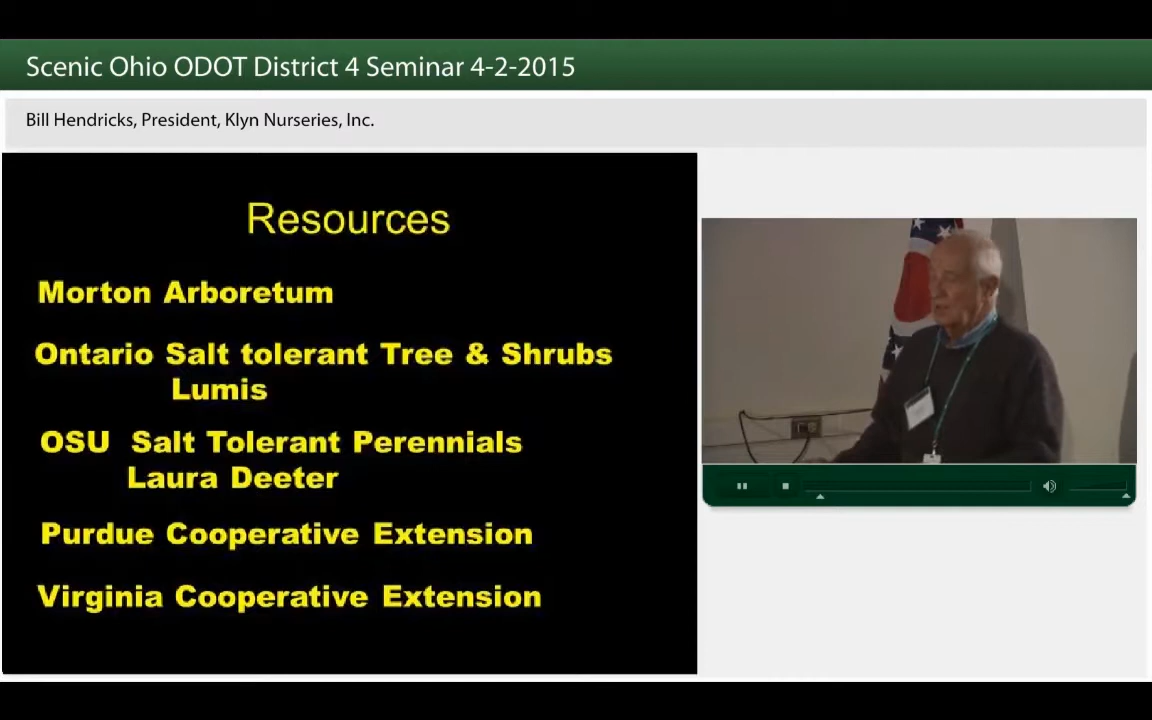 Scenic Ohio ODOT District 4 Seminar 4-2-2015
Bill Hendricks, President, Klyn Nurseries, Inc.
Resources
Morton Arboretum
Ontario Salt tolerant Tree & Shrubs
Lumis
OSU Salt Tolerant Perennials
Laura Deeter
Purdue Cooperative Extension
Virginia Cooperative Extension